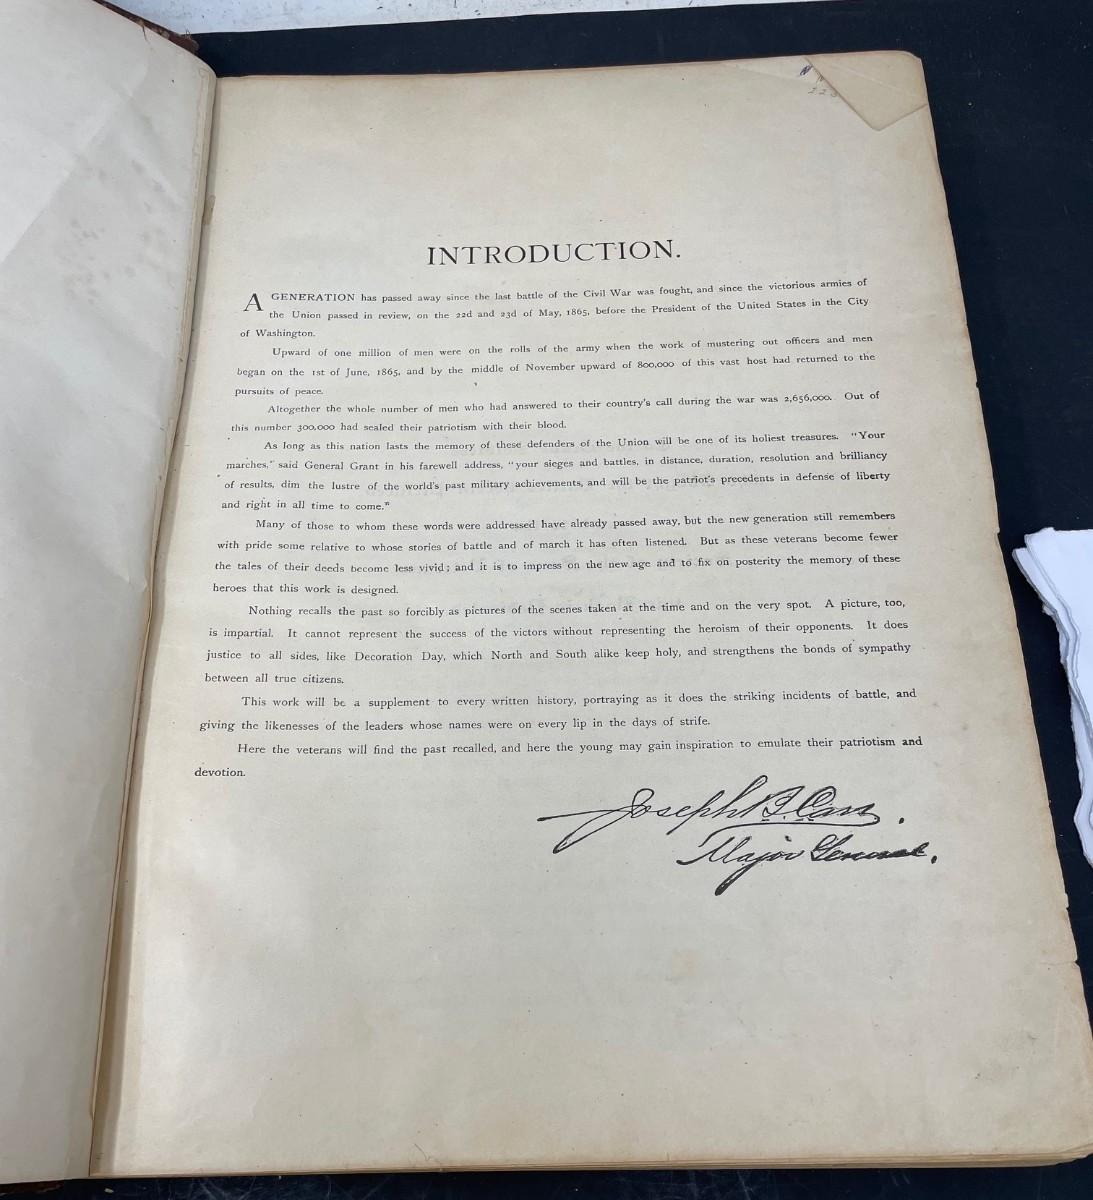 223
INTRODUCTION.
A GENERATION has passed away since the last battle of the Civil War was fought, and since the victorious armies of
the Union passed in review, on the 22d and 23d of May, 1865, before the President of the United States in the City
of Washington.
Upward of one million of men were on the rolls of the army when the work of mustering out officers and men
began on the 1st of June, 1865, and by the middle of November upward of 800,000 of this vast host had returned to the
pursuits of peace.
Altogether the whole number of men who had answered to their country's call during the war was 2,656,000. Out of
this number 300,000 had sealed their patriotism with their blood.
As long as this nation lasts the memory of these defenders of the Union will be one of its holiest treasures. "Your
marches," said General Grant in his farewell address, "your sieges and battles, in distance, duration, resolution and brilliancy
of results, dim the lustre of the world's past military achievements, and will be the patriot's precedents in defense of liberty
and right in all time to come."
Many of those to whom these words were addressed have already passed away, but the new generation still remembers
with pride some relative to whose stories of battle and of march it has often listened. But as these veterans become fewer
the tales of their deeds become less vivid; and it is to impress on the new age and to fix on posterity the memory of these
heroes that this work is designed.
Nothing recalls the past so forcibly as pictures of the scenes taken at the time and on the very spot. A picture, too,
is impartial. It cannot represent the success of the victors without representing the heroism of their opponents. It does
justice to all sides, like Decoration Day, which North and South alike keep holy, and strengthens the bonds of sympathy
between all true citizens.
This work will be a supplement to every written history, portraying as it does the striking incidents of battle, and
giving the likenesses of the leaders whose names were on every lip in the days of strife.
Here the veterans will find the past recalled, and here the young may gain inspiration to emulate their patriotism and
devotion.
Joseph B. Carr.
Major General.